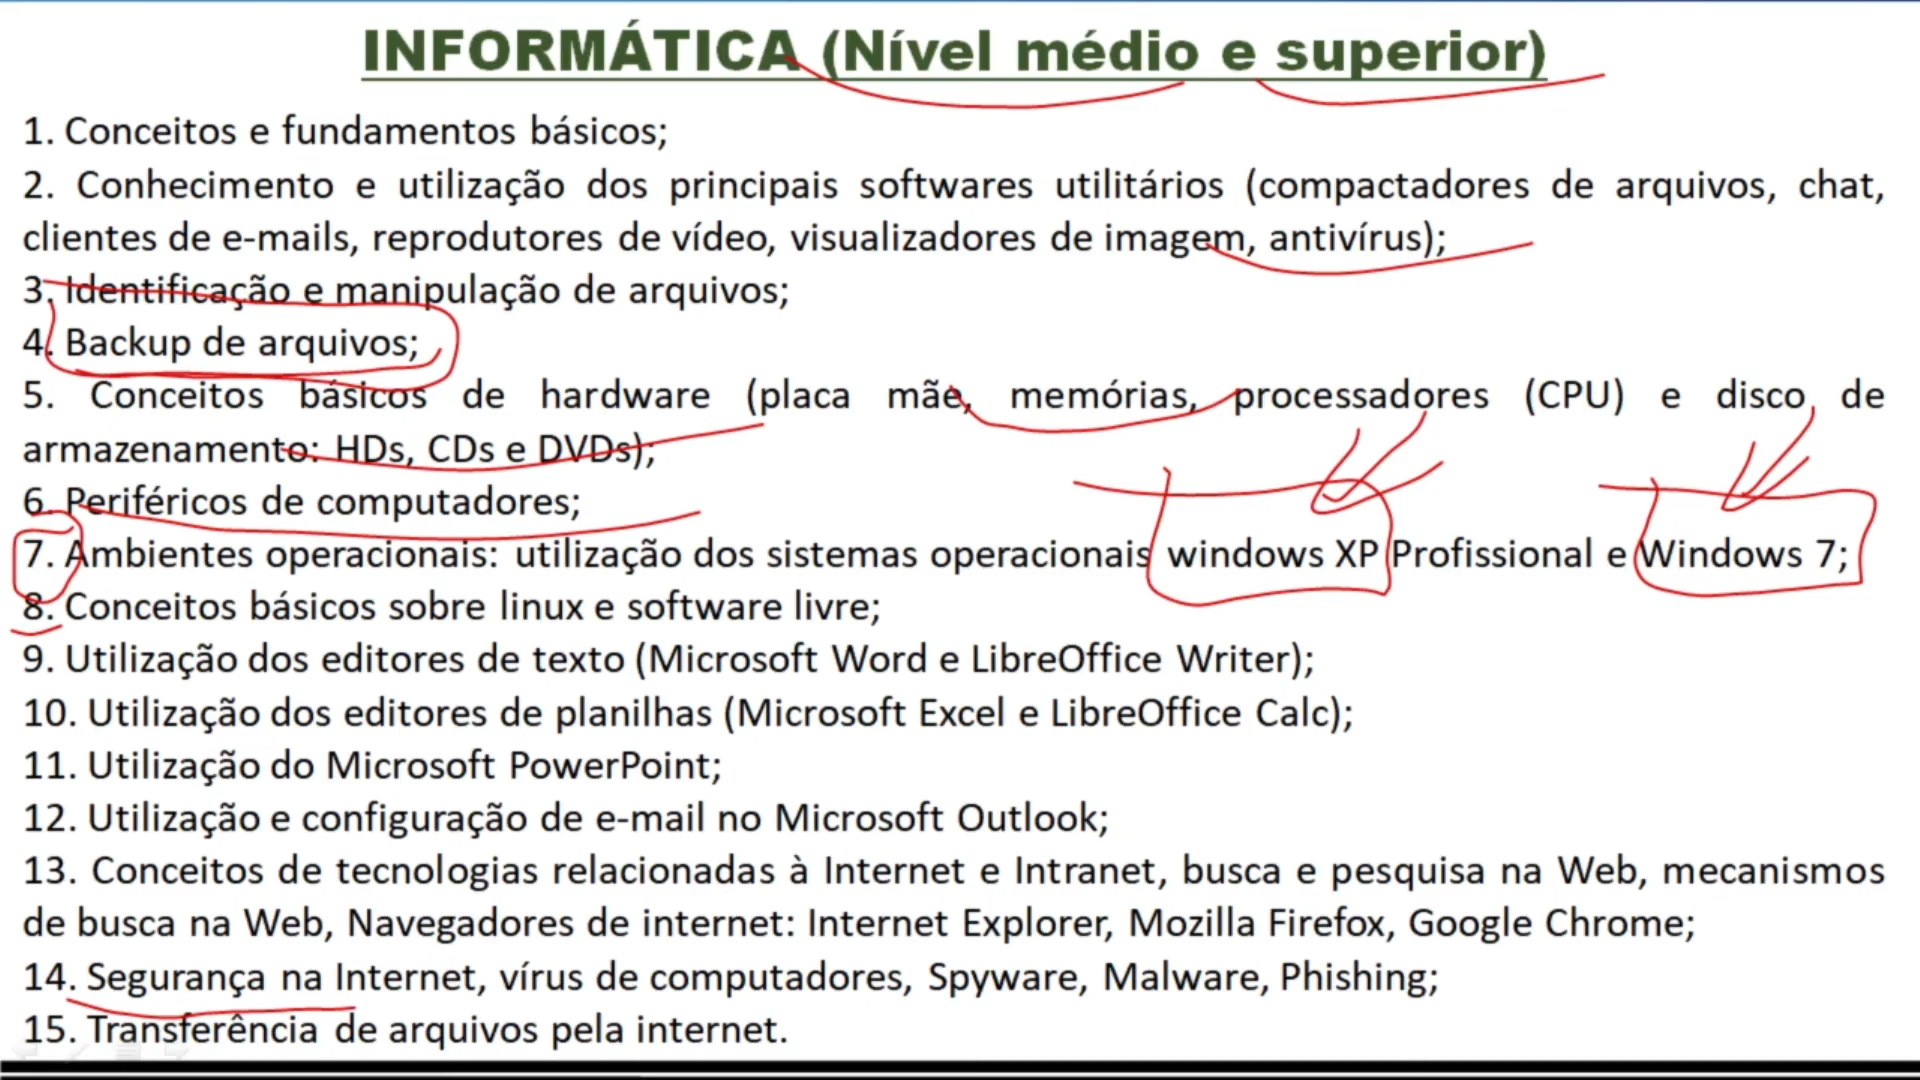 INFORMÁTICA (Nível médio e superior)
1. Conceitos e fundamentos básicos;
2. Conhecimento e utilização dos principais softwares utilitários (compactadores de arquivos, chat,
clientes de e-mails, reprodutores de vídeo, visualizadores de imagem, antivírus);
3. Identificação e manipulação de arquivos;
4. Backup de arquivos;
5. Conceitos básicos de hardware (placa mãe, memórias, processadores (CPU) e disco de
armazenamento: HDs, CDs e DVDs);
6. Periféricos de computadores;
7. Ambientes operacionais: utilização dos sistemas operacionais windows XP Profissional e Windows 7;
8. Conceitos básicos sobre linux e software livre;
9. Utilização dos editores de texto (Microsoft Word e LibreOffice Writer);
10. Utilização dos editores de planilhas (Microsoft Excel e LibreOffice Calc);
11. Utilização do Microsoft PowerPoint;
12. Utilização e configuração de e-mail no Microsoft Outlook;
13. Conceitos de tecnologias relacionadas à Internet e Intranet, busca e pesquisa na Web, mecanismos
de busca na Web, Navegadores de internet: Internet Explorer, Mozilla Firefox, Google Chrome;
14. Segurança na Internet, vírus de computadores, Spyware, Malware, Phishing;
15. Transferência de arquivos pela internet.